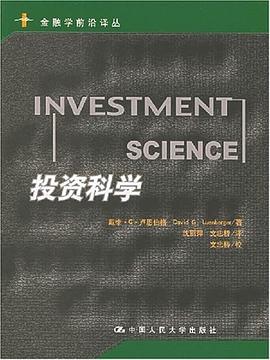 金融学前沿译丛
INVESTMENT
SCIENCE
投资科学
戴维·G·卢恩伯格 David G. Luenberger 著
沈丽萍 文忠桥 译
文忠桥 校
中国人民大学出版社